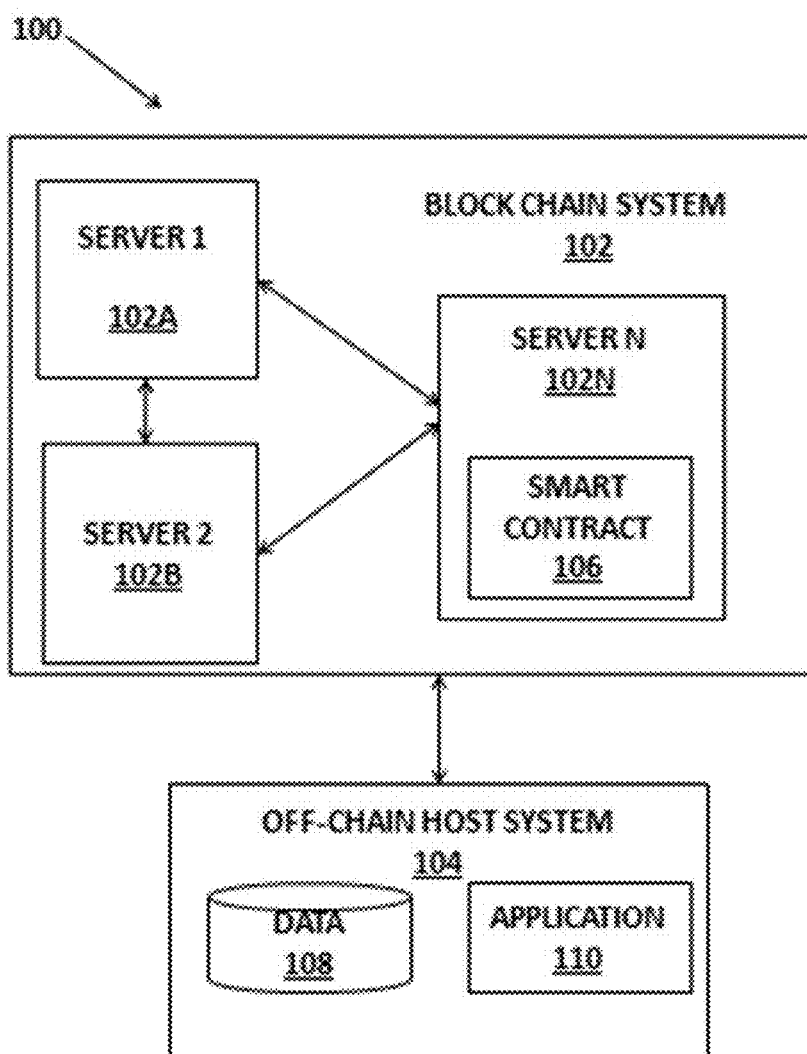 100
BLOCK CHAIN SYSTEM
102
SERVER 1
102A
SERVER N
102N
SMART
CONTRACT
106
SERVER 2
102B
OFF-CHAIN HOST SYSTEM
104
DATA
108
APPLICATION
110